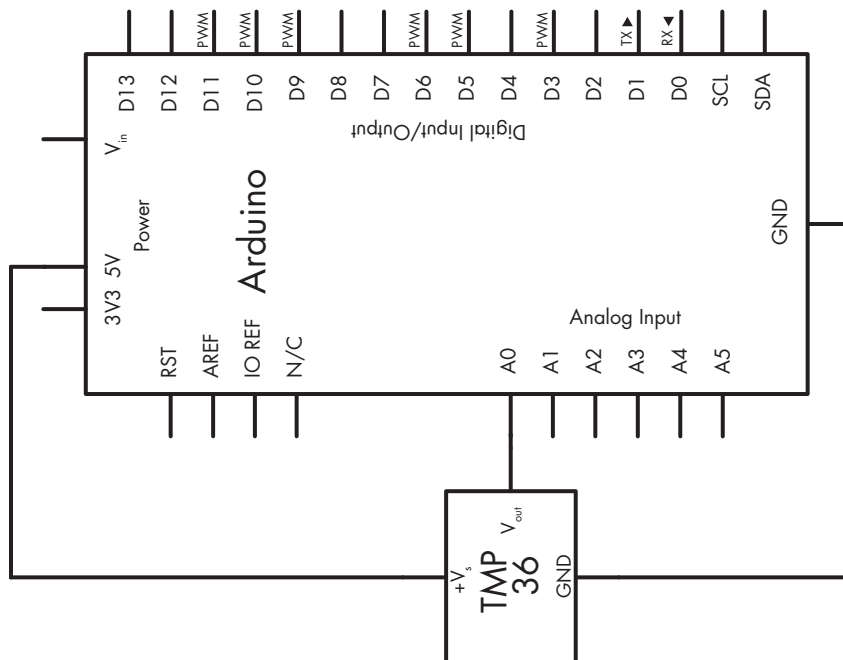 PWM
PWM
PWM
PWM
PWM
PWM
TX ▶
RX ◀
D13
D12
D11
D10
D9
D8
D7
D6
D5
D4
D3
D2
D1
D0
SCL
SDA
Digital Input/Output
Vin
Power
5V
3V3
Arduino
GND
Analog Input
RST
AREF
IO REF
N/C
A0
A1
A2
A3
A4
A5
Vout
+Vs
TMP
36
GND